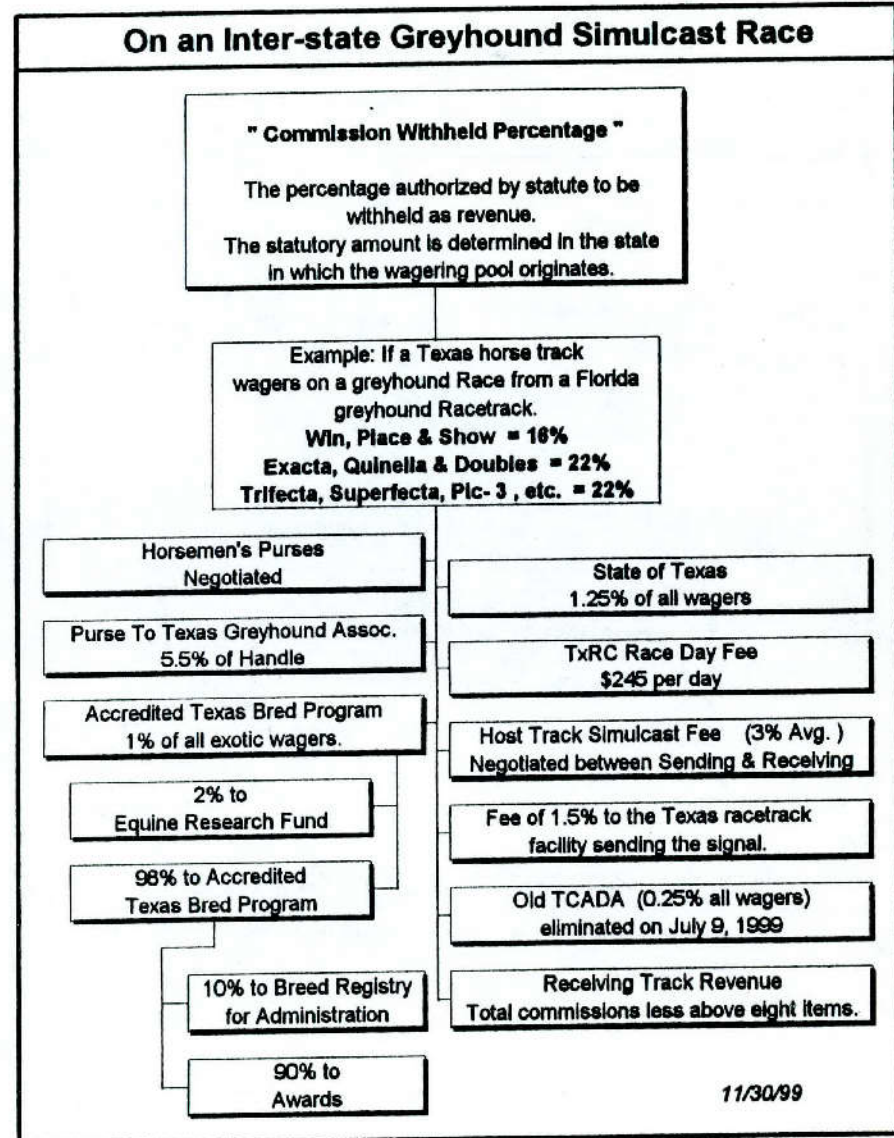 On an Inter-state Greyhound Simulcast Race
" Commission Withheld Percentage "
The percentage authorized by statute to be
withheld as revenue.
The statutory amount is determined in the state
in which the wagering pool originates.
Example: If a Texas horse track
wagers on a greyhound Race from a Florida
greyhound Racetrack.
Win, Place & Show = 16%
Exacta, Quinella & Doubles = 22%
Trifecta, Superfecta, Pic- 3 , etc. = 22%
Horsemen's Purses
Negotiated
Purse To Texas Greyhound Assoc.
5.5% of Handle
Accredited Texas Bred Program
1% of all exotic wagers.
2% to
Equine Research Fund
98% to Accredited
Texas Bred Program
10% to Breed Registry
for Administration
90% to
Awards
State of Texas
1.25% of all wagers
TxRC Race Day Fee
$245 per day
Host Track Simulcast Fee (3% Avg. )
Negotiated between Sending & Receiving
Fee of 1.5% to the Texas racetrack
facility sending the signal.
Old TCADA (0.25% all wagers)
eliminated on July 9, 1999
Receiving Track Revenue
Total commissions less above eight items.
11/30/99